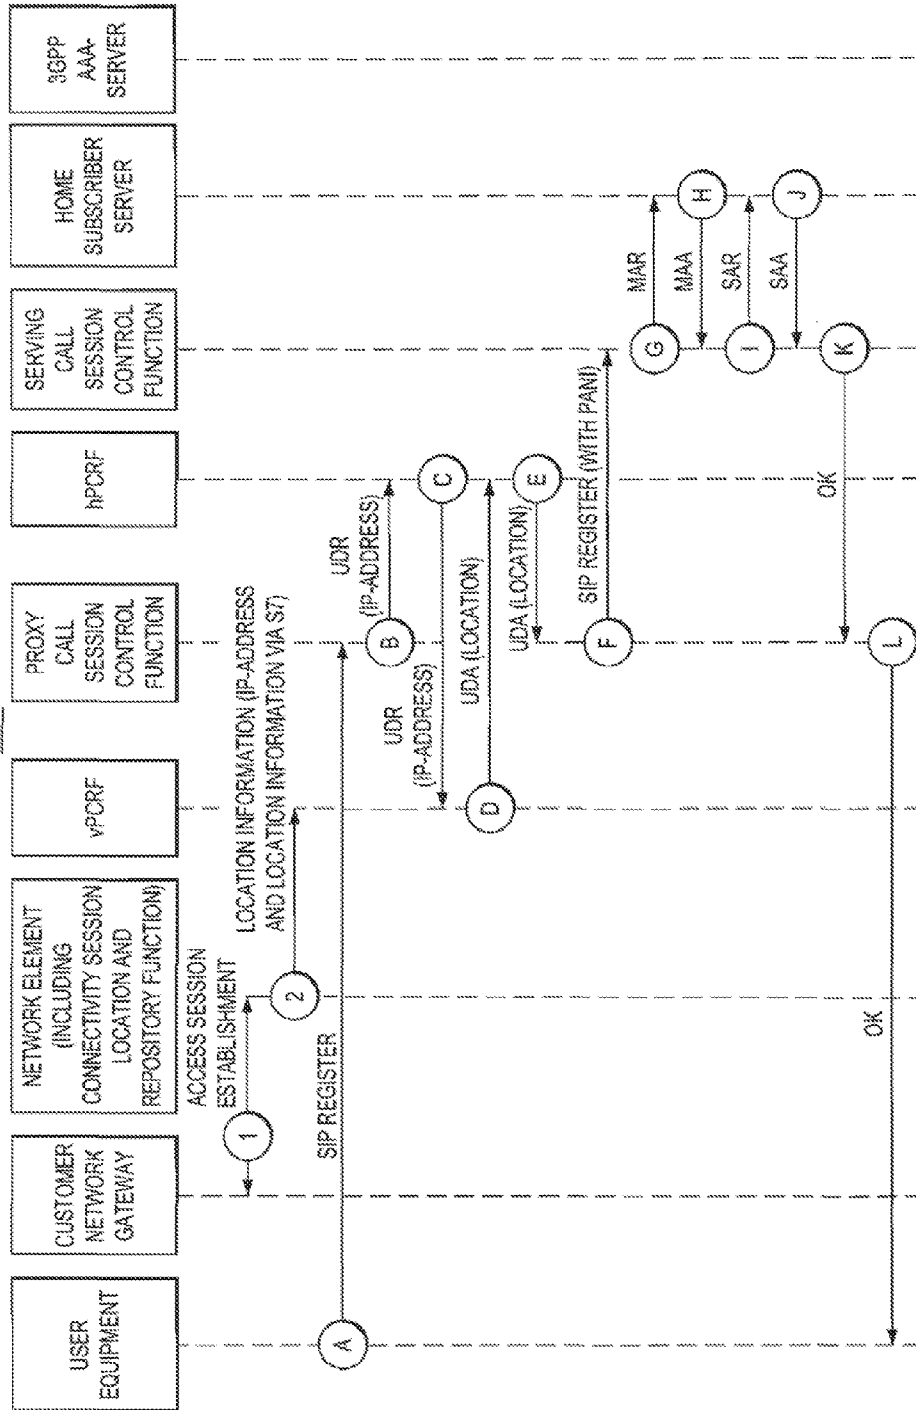 USER
EQUIPMENT
CUSTOMER
NETWORK
GATEWAY
NETWORK ELEMENT
(INCLUDING
CONNECTIVITY SESSION
LOCATION AND
REPOSITORY FUNCTION)
vPCRF
PROXY
CALL
SESSION
CONTROL
FUNCTION
hPCRF
SERVING
CALL
SESSION
CONTROL
FUNCTION
HOME
SUBSCRIBER
SERVER
3GPP
AAA-
SERVER
ACCESS SESSION
ESTABLISHMENT
1
2
LOCATION INFORMATION (IP-ADDRESS
AND LOCATION INFORMATION VIA S7)
A
SIP REGISTER
B
UDR
(IP-ADDRESS)
C
UDR
(IP-ADDRESS)
D
UDA (LOCATION)
E
UDA (LOCATION)
F
SIP REGISTER (WITH PANI)
G
MAR
H
MAA
I
SAR
J
SAA
K
OK
L
OK